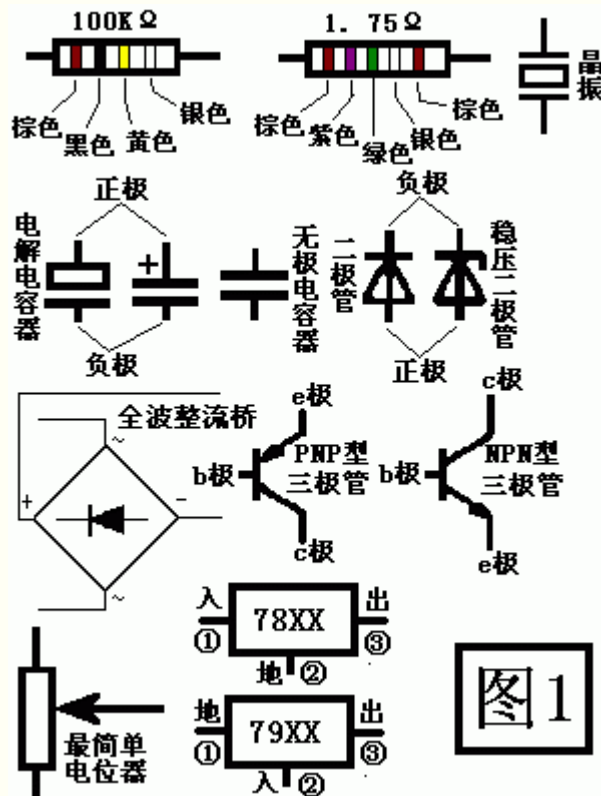 100KΩ
棕色
黑色
黄色
银色
1. 75Ω
棕色
紫色
绿色
银色
棕色
晶振
正极
电解电容器
+
负极
无极电容器
负极
二极管
稳压二极管
正极
全波整流桥
~
+
-
~
e极
b极
PNP型
三极管
c极
c极
b极
NPN型
三极管
e极
入
①
78XX
出
③
地②
地
①
79XX
出
③
入②
最简单
电位器
图1